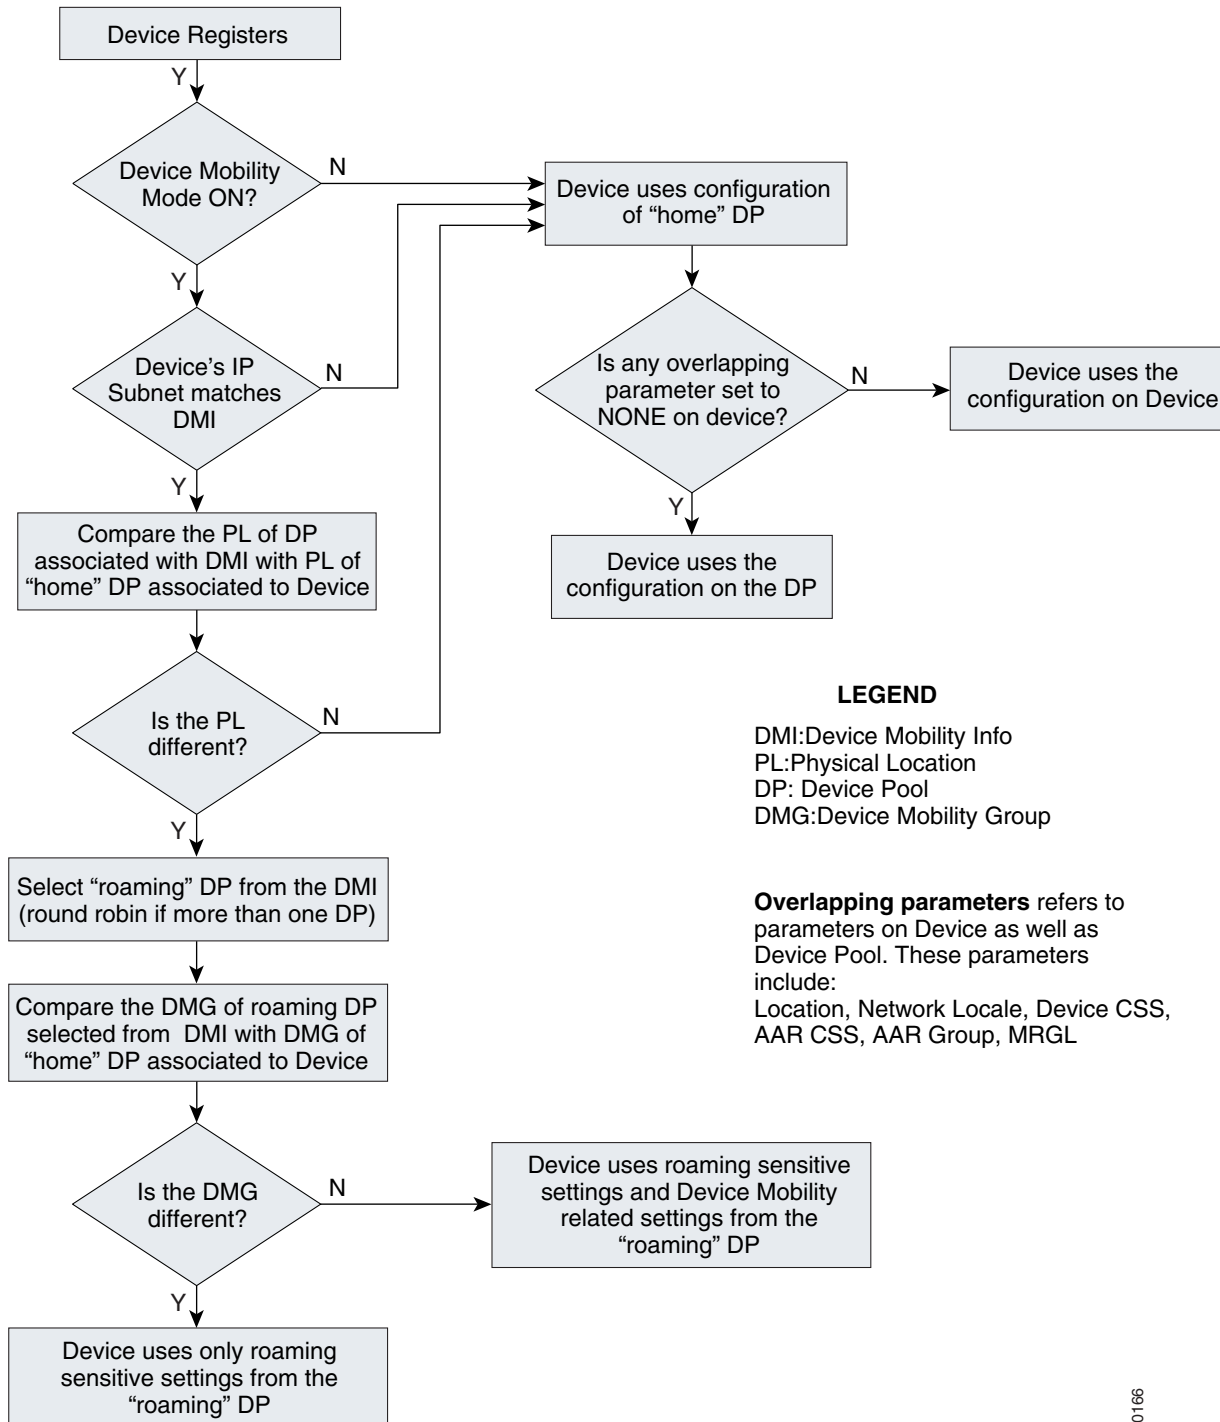 Device Registers
Y
Device Mobility
Mode ON?
N
Device uses configuration
of “home” DP
Y
Device’s IP
Subnet matches
DMI
N
Is any overlapping
parameter set to
NONE on device?
N
Device uses the
configuration on Device
Y
Y
Compare the PL of DP
associated with DMI with PL of
“home” DP associated to Device
Device uses the
configuration on the DP
Is the PL
different?
N
Y
LEGEND
DMI:Device Mobility Info
PL:Physical Location
DP: Device Pool
DMG:Device Mobility Group
Select “roaming” DP from the DMI
(round robin if more than one DP)
Overlapping parameters refers to
parameters on Device as well as
Device Pool. These parameters
include:
Location, Network Locale, Device CSS,
AAR CSS, AAR Group, MRGL
Compare the DMG of roaming DP
selected from DMI with DMG of
“home” DP associated to Device
Is the DMG
different?
N
Device uses roaming sensitive
settings and Device Mobility
related settings from the
“roaming” DP
Y
Device uses only roaming
sensitive settings from the
“roaming” DP
0166